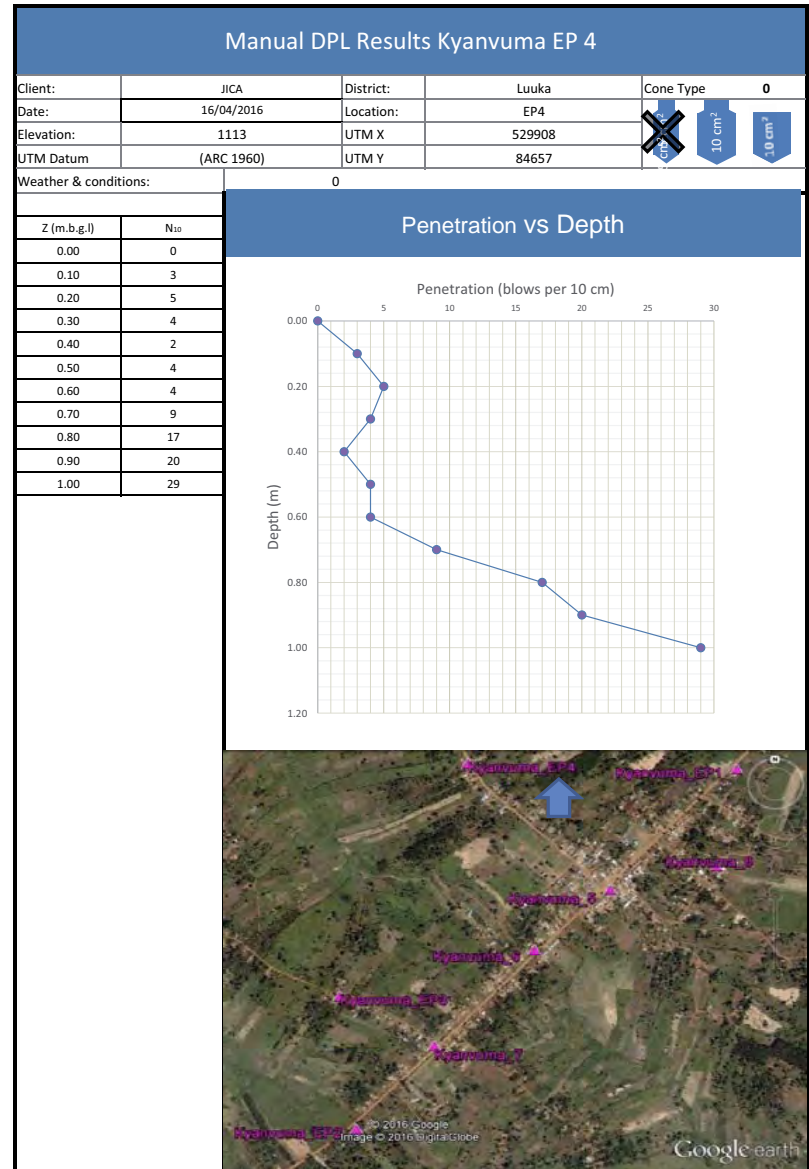 Manual DPL Results Kyanvuma EP 4
Client: JICA District: Luuka Cone Type 0
Date: 16/04/2016 Location: EP4
Elevation: 1113 UTM X 529908
UTM Datum (ARC 1960) UTM Y 84657
cm² 10 cm² 10 cm²
Weather & conditions: 0
Penetration vs Depth
Z (m.b.g.l) N10
0.00 0
0.10 3
0.20 5
0.30 4
0.40 2
0.50 4
0.60 4
0.70 9
0.80 17
0.90 20
1.00 29
Penetration (blows per 10 cm)
0 5 10 15 20 25 30
Depth (m)
0.00
0.20
0.40
0.60
0.80
1.00
1.20
Kyanvuma_EP4
Kyanvuma_EP1
N
Kyanvuma_5
Kyanvuma_EP3
Kyanvuma_7
© 2016 Google
Image © 2016 DigitalGlobe
Google earth